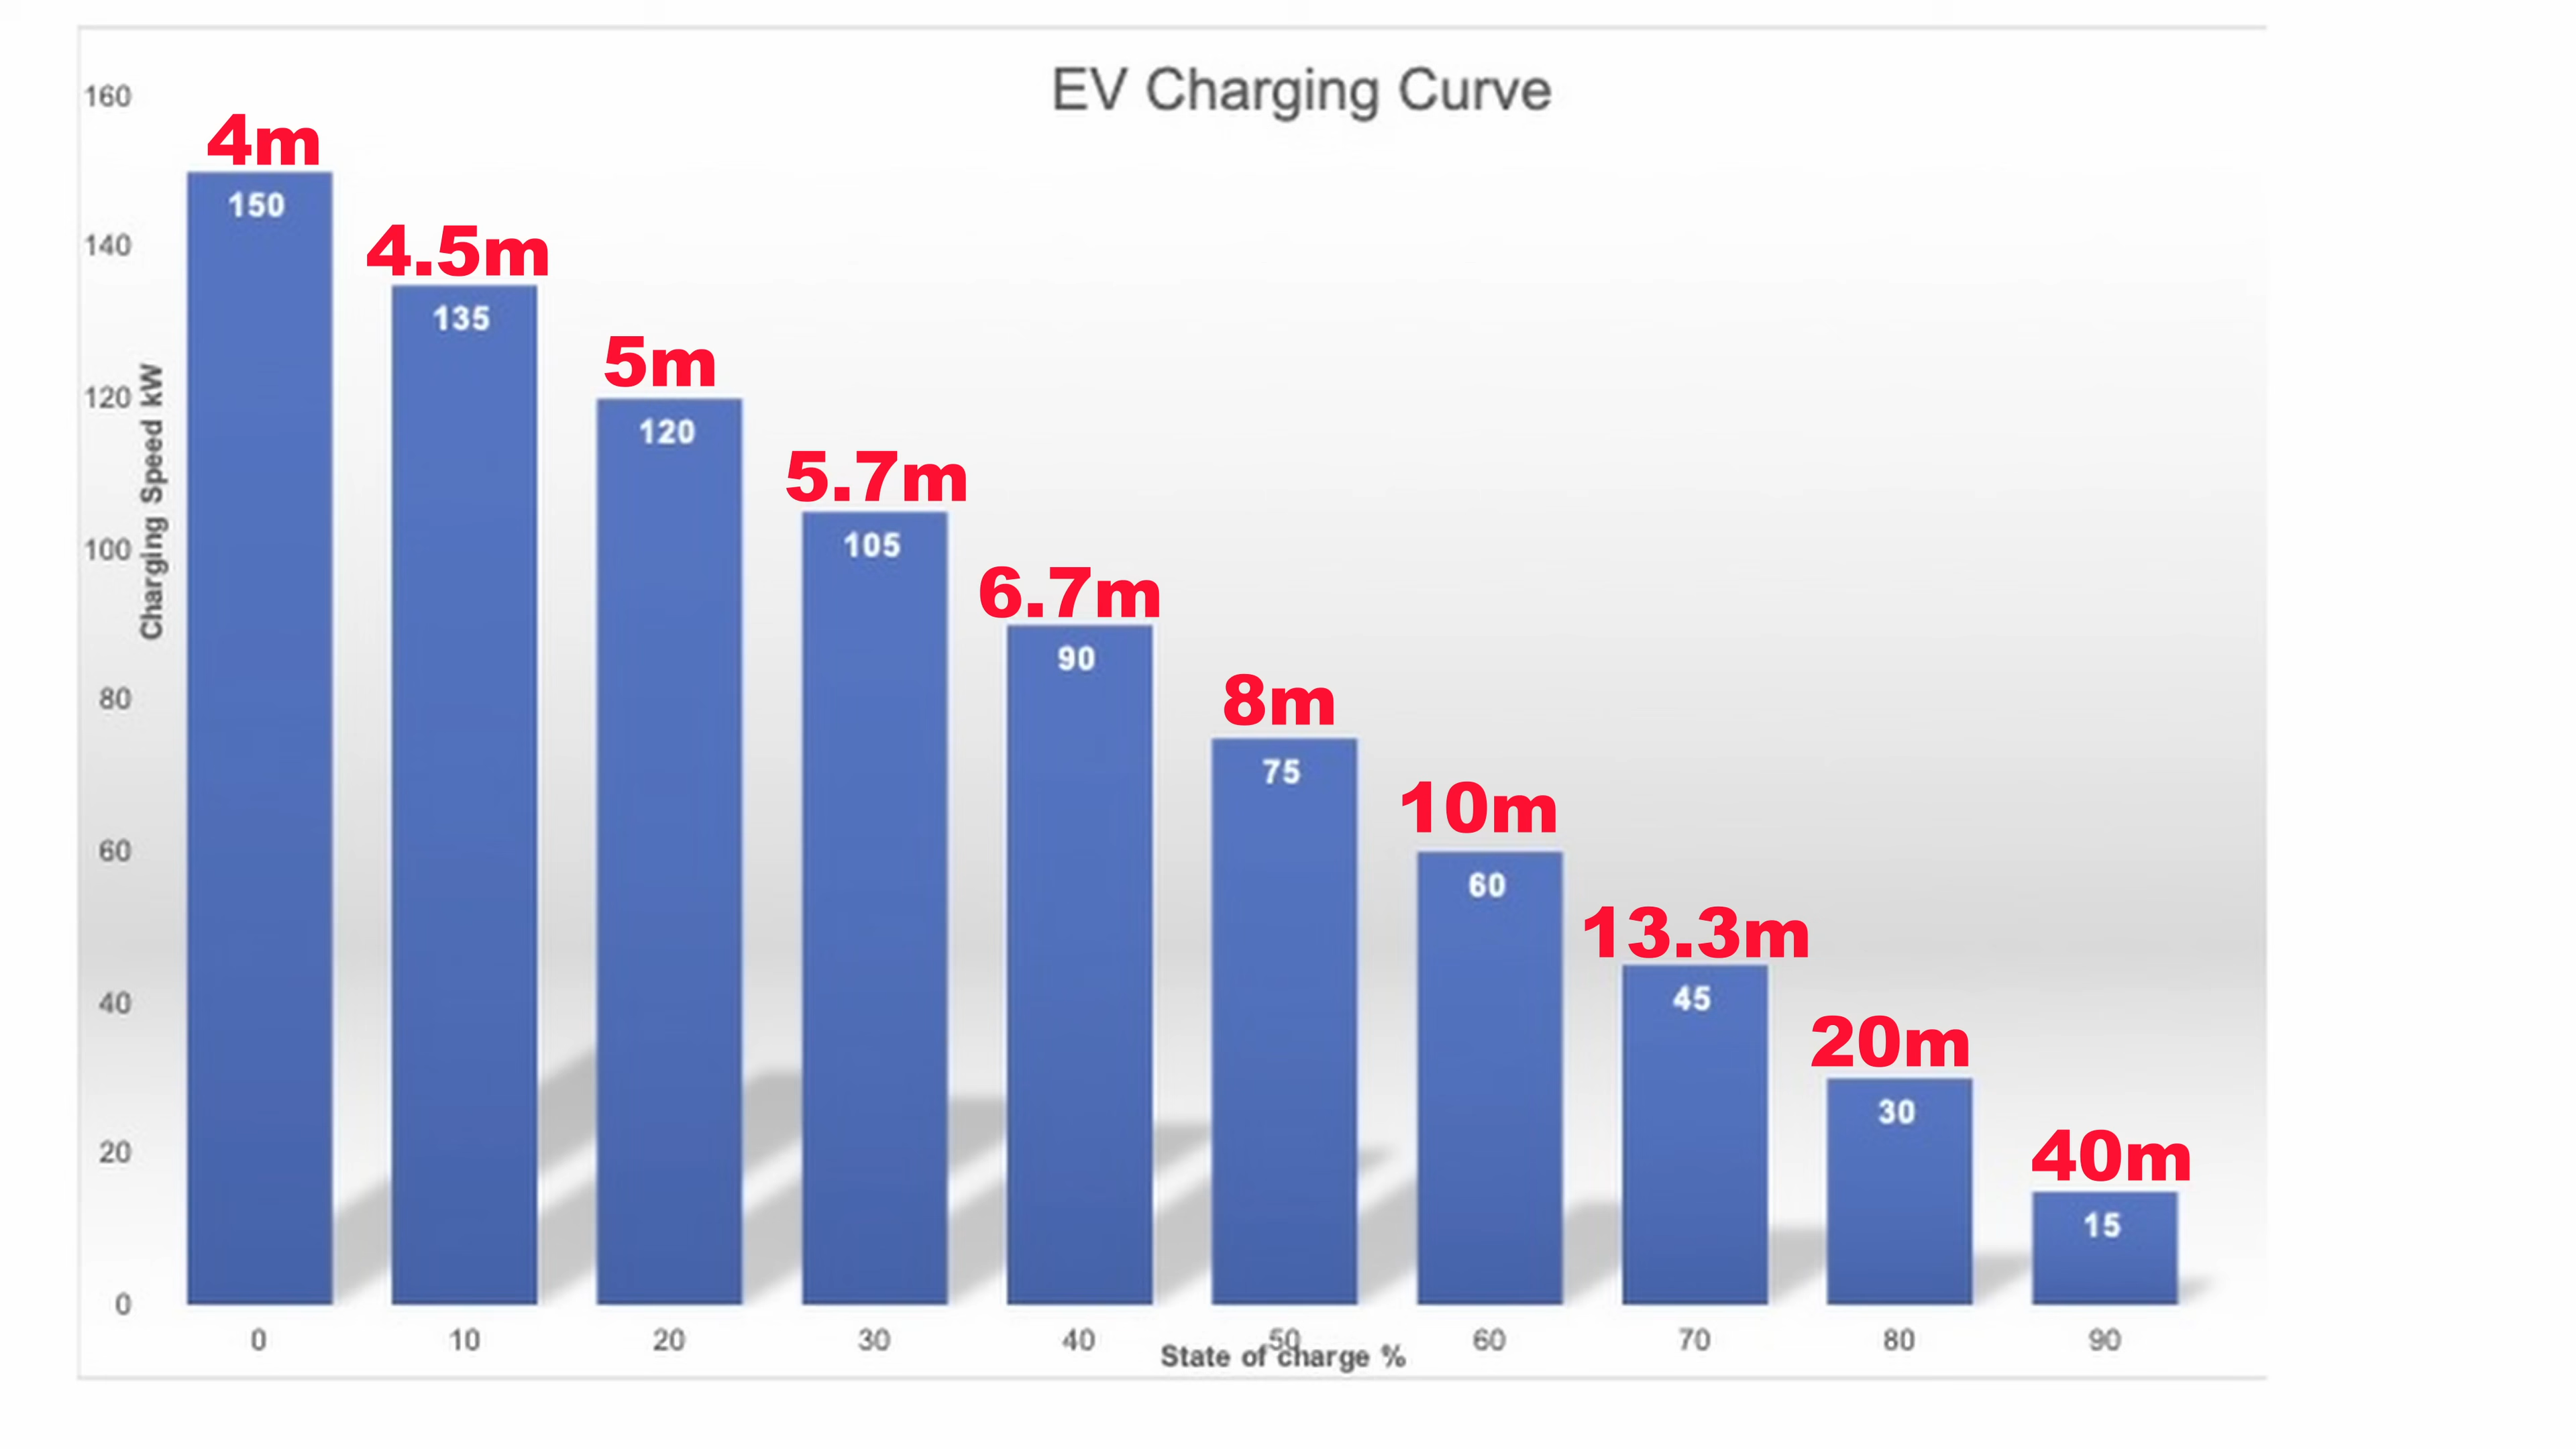 EV Charging Curve
160
140
120
100
80
60
40
20
0
Charging Speed kW
4m
150
4.5m
135
5m
120
5.7m
105
6.7m
90
8m
75
10m
60
13.3m
45
20m
30
40m
15
0 10 20 30 40 50 60 70 80 90
State of charge %